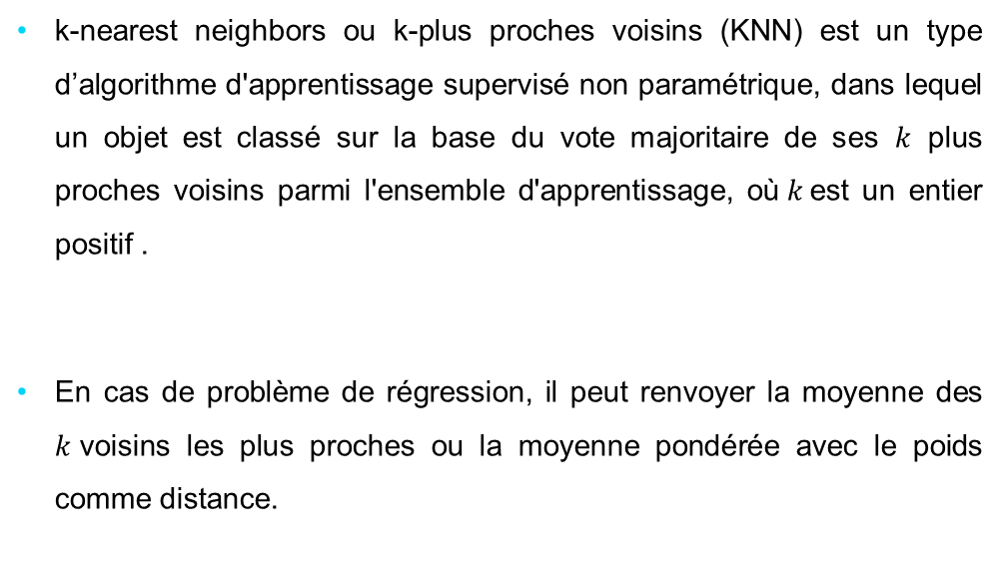 • k-nearest neighbors ou k-plus proches voisins (KNN) est un type
d’algorithme d'apprentissage supervisé non paramétrique, dans lequel
un objet est classé sur la base du vote majoritaire de ses k plus
proches voisins parmi l'ensemble d'apprentissage, où k est un entier
positif .
• En cas de problème de régression, il peut renvoyer la moyenne des
k voisins les plus proches ou la moyenne pondérée avec le poids
comme distance.